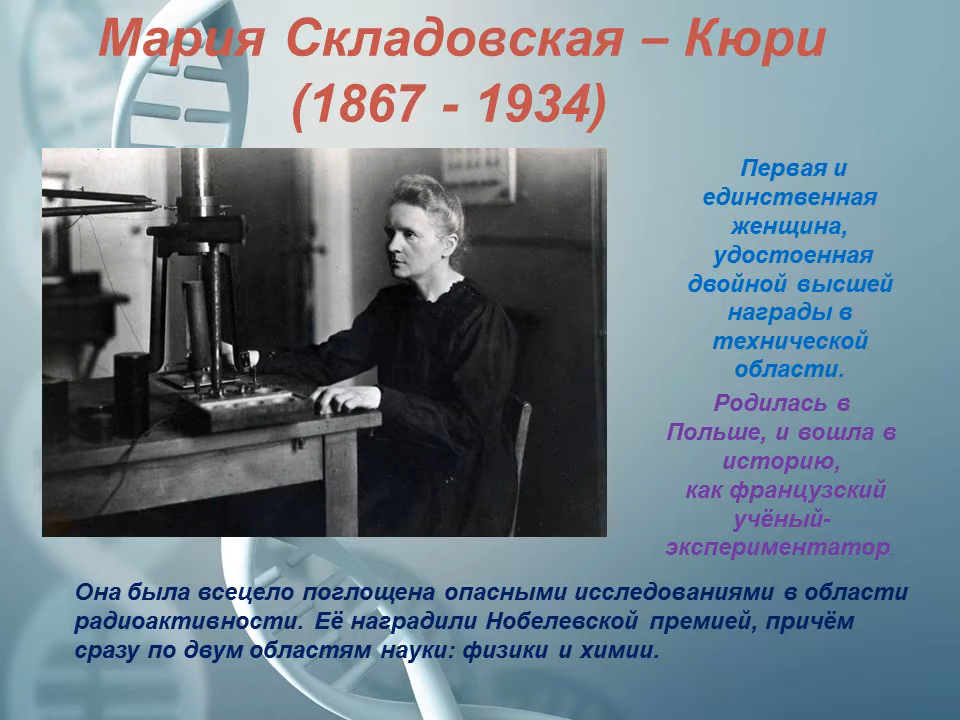 Мария Складовская – Кюри
(1867 - 1934)
Первая и
единственная
женщина,
удостоенная
двойной высшей
награды в
технической
области.
Родилась в
Польше, и вошла в
историю,
как французский
учёный-
экспериментатор.
Она была всецело поглощена опасными исследованиями в области
радиоактивности. Её наградили Нобелевской премией, причём
сразу по двум областям науки: физики и химии.